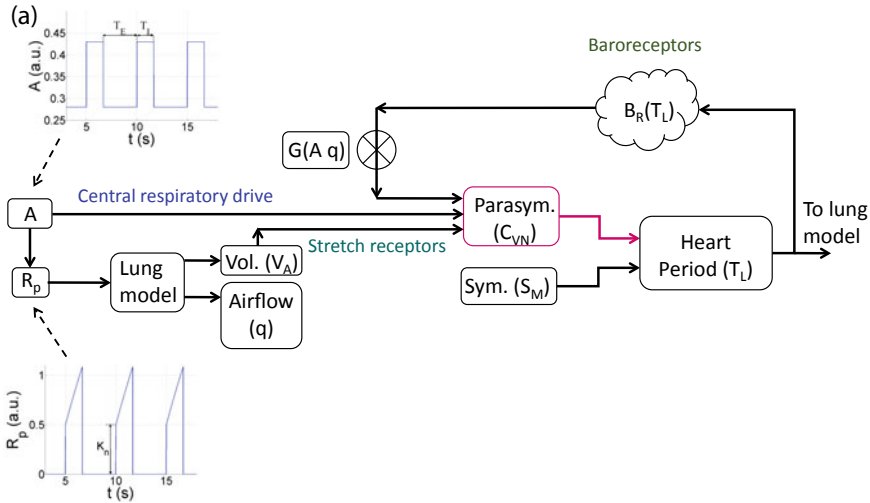 (a)
0.45
0.4
0.35
0.3
0.25
A (a.u.)
T_E
T_I
5
10
15
t (s)
Baroreceptors
B_R(T_L)
G(A q)
Central respiratory drive
A
Parasym.
(C_VN)
To lung
model
Heart
Period (T_L)
Stretch receptors
Vol. (V_A)
Lung
model
R_p
Airflow
(q)
Sym. (S_M)
1
0.5
0
R_p (a.u.)
K_n
5
10
15
t (s)